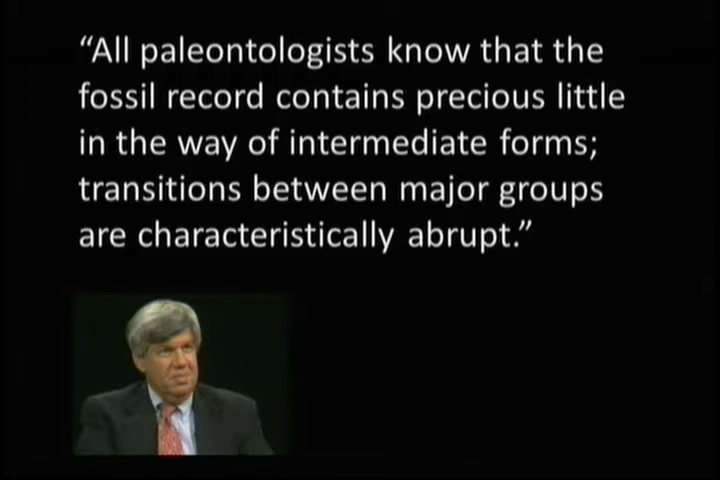 “All paleontologists know that the
fossil record contains precious little
in the way of intermediate forms;
transitions between major groups
are characteristically abrupt.”